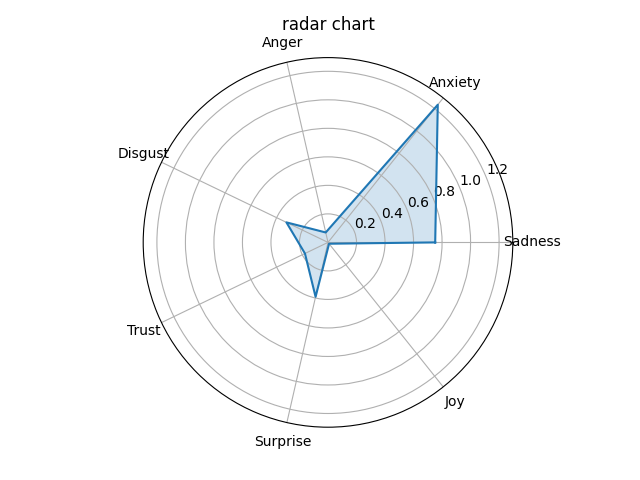 radar chart
Anger
Anxiety
Disgust
1.2
1.0
0.8
0.6
0.4
0.2
Sadness
Trust
Joy
Surprise